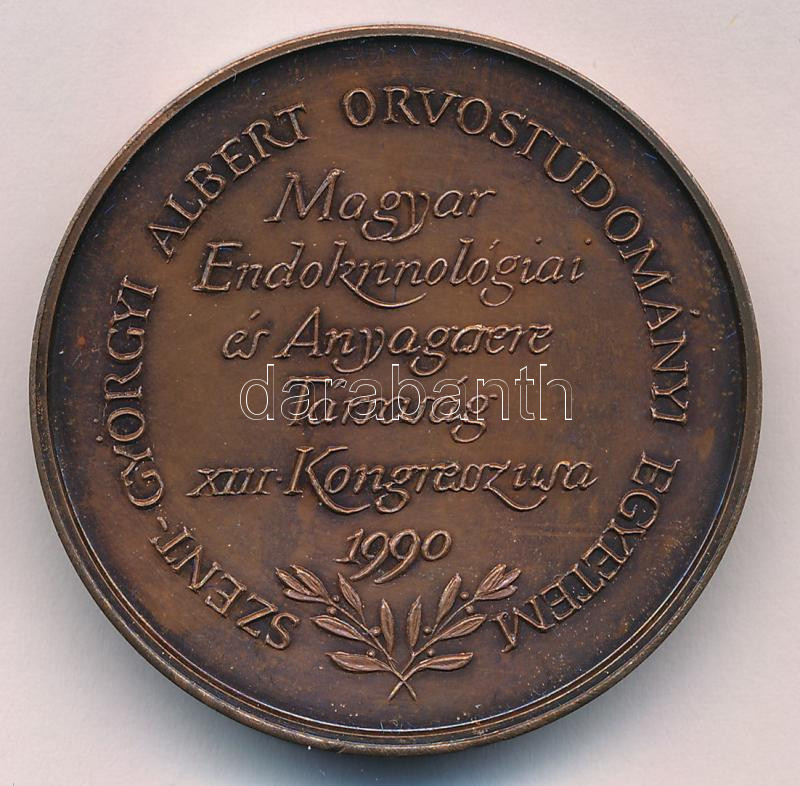 SZENT-GYÖRGYI ALBERT ORVOSTUDOMÁNYI EGYETEM
Magyar
Endokrinológiai
és Anyagcsere
Társaság
XIII. Kongresszusa
1990
darabanth